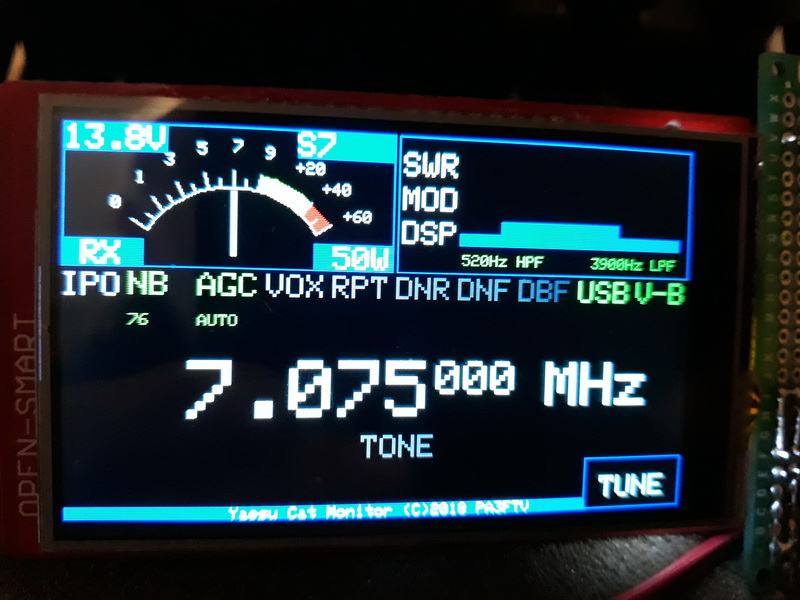 13.8V
S7
0 1 3 5 7 9 +20 +40 +60
RX
50W
SWR
MOD
DSP
520Hz HPF 3900Hz LPF
IPO NB AGC VOX RPT DNR DNF DBF USB V-B
76 AUTO
7.075000 MHz
TONE
TUNE
Yaesu Cat Monitor (C)2018 PA3FTV
OPEN-SMART